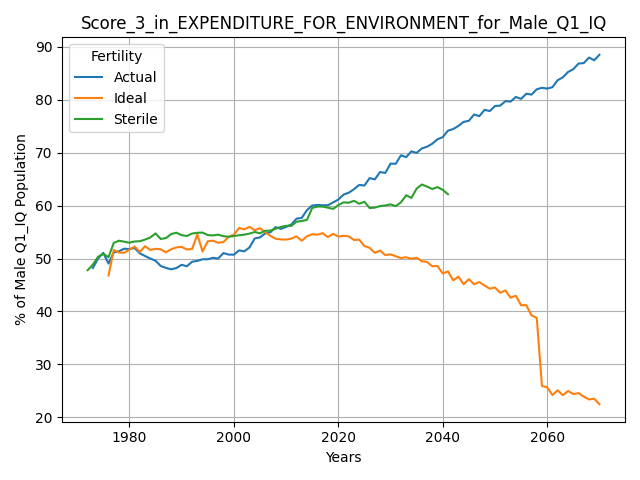 Score_3_in_EXPENDITURE_FOR_ENVIRONMENT_for_Male_Q1_IQ
Fertility
Actual
Ideal
Sterile
% of Male Q1_IQ Population
90
80
70
60
50
40
30
20
1980
2000
2020
2040
2060
Years